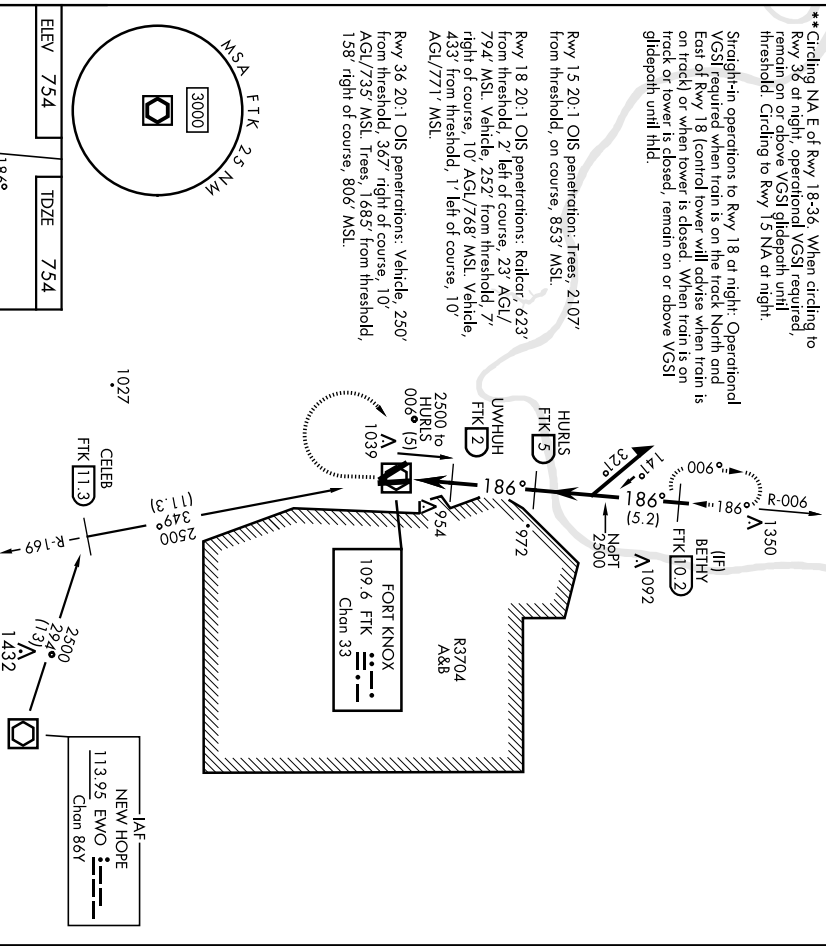 ** Circling NA E of Rwy 18-36. When circling to
Rwy 36 at night, operational VGSI required,
remain on or above VGSI glidepath until
threshold. Circling to Rwy 15 NA at night.
Straight-in operations to Rwy 18 at night: Operational
VGSI required when train is on the track North and
East of Rwy 18 (control tower will advise when train is
on track) or when tower is closed. When train is on
track or tower is closed, remain on or above VGSI
glidepath until thld.
Rwy 15 20:1 OIS penetration: Trees, 2107'
from threshold, on course, 853' MSL.
Rwy 18 20:1 OIS penetrations: Railcar, 623'
from threshold, 2' left of course, 23' AGL/
794' MSL. Vehicle, 252' from threshold, 7'
right of course, 10' AGL/768' MSL. Vehicle,
433' from threshold, 1' left of course, 10'
AGL/771' MSL.
Rwy 36 20:1 OIS penetrations: Vehicle, 250'
from threshold, 367' right of course, 10'
AGL/735' MSL. Trees, 1685' from threshold,
158' right of course, 806' MSL.
MSA FTK 25 NM
3000
ELEV 754
TDZE 754
186°
R-006
006°
186°
1350
(IF)
BETHY
FTK 10.2
141°
321°
186°
(5.2)
NoPT
2500
1092
HURLS
FTK 5
186°
972
UWHUH
FTK 2
954
2500 to
HURLS
006° (5)
1039
FORT KNOX
109.6 FTK
Chan 33
R3704
A&B
1027
CELEB
FTK 11.3
2500
349°
(11.3)
R-169
2500
294°
(13)
1432
IAF
NEW HOPE
113.95 EWO
Chan 86Y